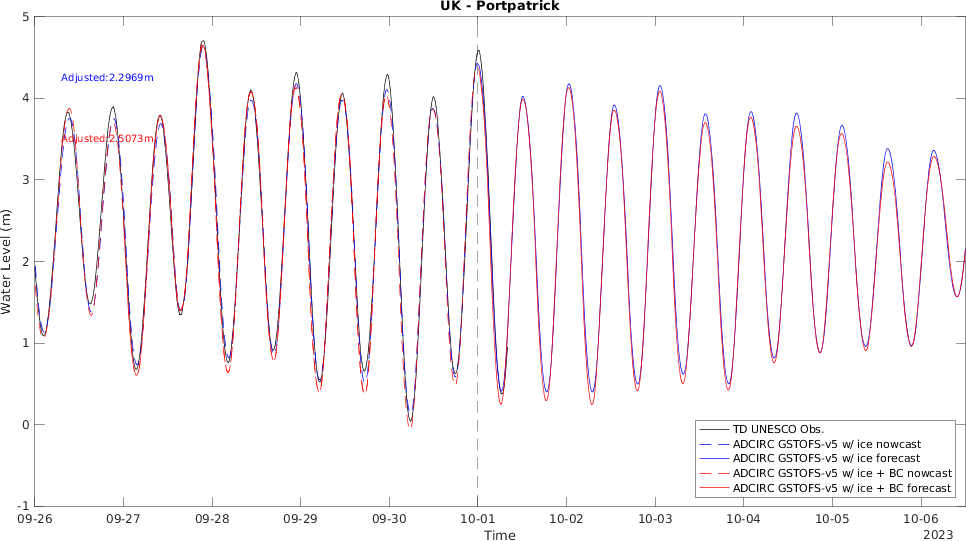 UK - Portpatrick
5
4
3
2
1
0
-1
Water Level (m)
Adjusted:2.2969m
Adjusted:2.5073m
TD UNESCO Obs.
ADCIRC GSTOFS-v5 w/ ice nowcast
ADCIRC GSTOFS-v5 w/ ice forecast
ADCIRC GSTOFS-v5 w/ ice + BC nowcast
ADCIRC GSTOFS-v5 w/ ice + BC forecast
09-26 09-27 09-28 09-29 09-30 10-01 10-02 10-03 10-04 10-05 10-06
Time
2023